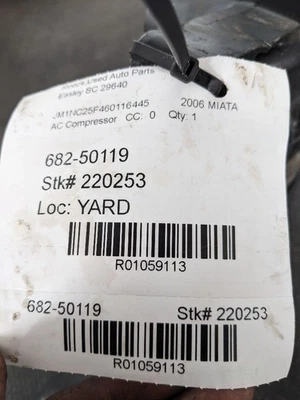 Used Auto Parts
Easley SC 29640
JM1NC25F460116445 2006 MIATA
AC Compressor CC: 0 Qty: 1
682-50119
Stk# 220253
Loc: YARD
R01059113
682-50119 Stk# 220253
R01059113